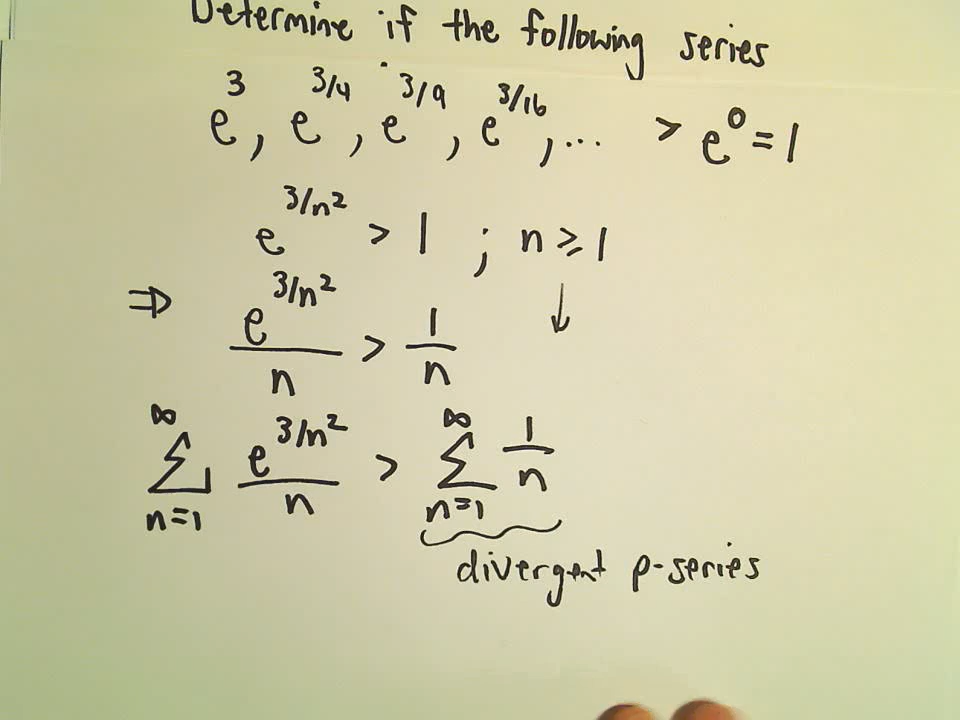 Determine if the following series
e^3, e^{3/4}, e^{3/9}, e^{3/16}, ... > e^0 = 1
e^{3/n^2} > 1 ; n ≥ 1
⇒ e^{3/n^2}/n > 1/n ↓
∑_{n=1}^{∞} e^{3/n^2}/n > ∑_{n=1}^{∞} 1/n
divergent p-series